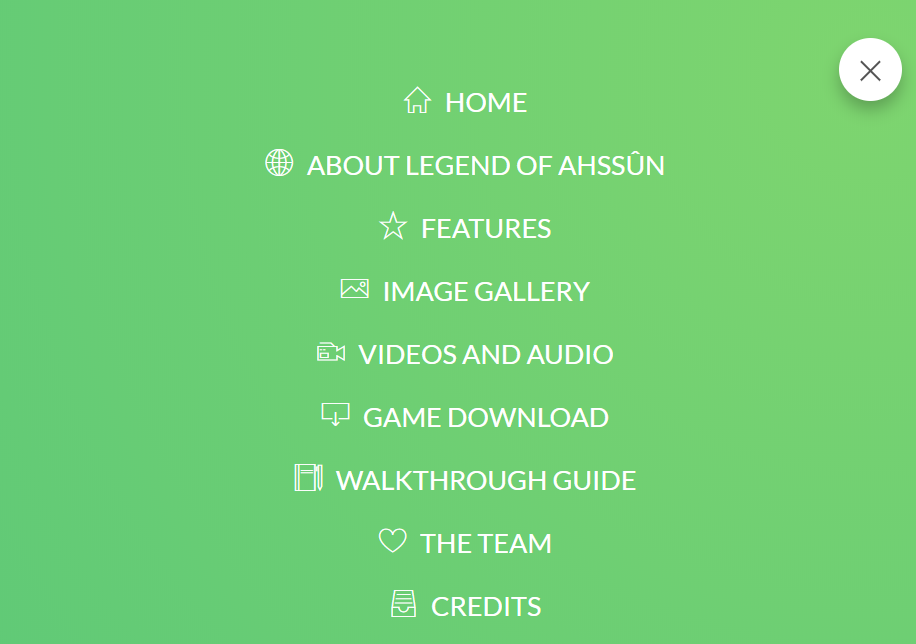 HOME
ABOUT LEGEND OF AHSSÛN
FEATURES
IMAGE GALLERY
VIDEOS AND AUDIO
GAME DOWNLOAD
WALKTHROUGH GUIDE
THE TEAM
CREDITS